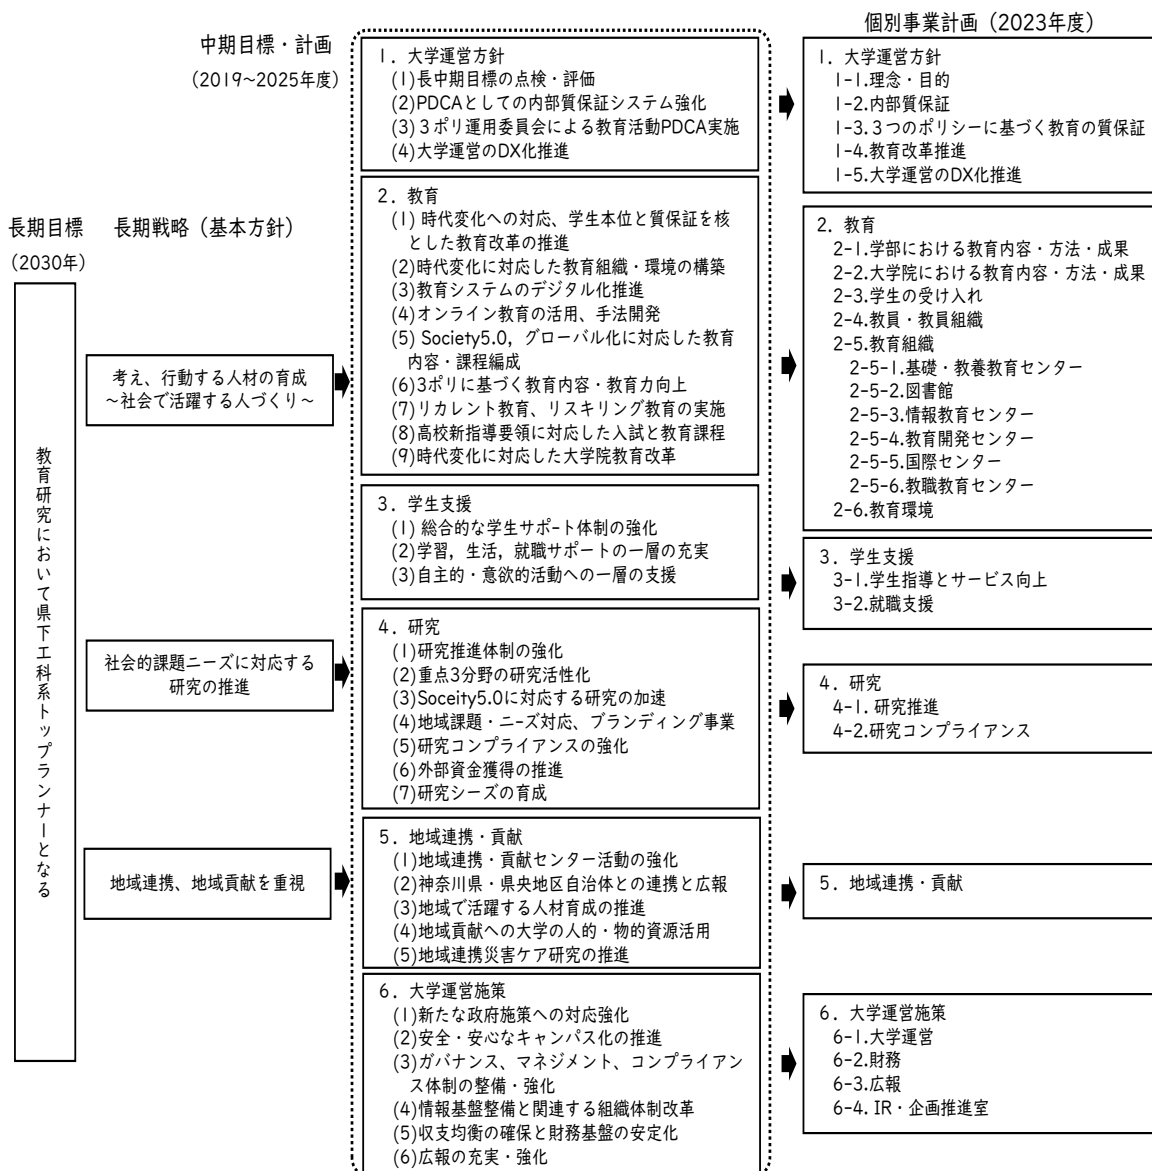 長期目標
(2030年)
教育研究において県下工科系トップランナーとなる
長期戦略（基本方針）
考え、行動する人材の育成
～社会で活躍する人づくり～
社会的課題ニーズに対応する
研究の推進
地域連携、地域貢献を重視
中期目標・計画
(2019~2025年度)
1. 大学運営方針
(1)長中期目標の点検・評価
(2)PDCAとしての内部質保証システム強化
(3)３ポリ運用委員会による教育活動PDCA実施
(4)大学運営のDX化推進
2. 教育
(1) 時代変化への対応、学生本位と質保証を核
とした教育改革の推進
(2)時代変化に対応した教育組織・環境の構築
(3)教育システムのデジタル化推進
(4)オンライン教育の活用、手法開発
(5) Society5.0, グローバル化に対応した教育
内容・課程編成
(6)3ポリに基づく教育内容・教育力向上
(7)リカレント教育、リスキリング教育の実施
(8)高校新指導要領に対応した入試と教育課程
(9)時代変化に対応した大学院教育改革
3. 学生支援
(1) 総合的な学生サポート体制の強化
(2)学習, 生活, 就職サポートの一層の充実
(3)自主的・意欲的活動への一層の支援
4. 研究
(1)研究推進体制の強化
(2)重点3分野の研究活性化
(3)Soceity5.0に対応する研究の加速
(4)地域課題・ニーズ対応、ブランディング事業
(5)研究コンプライアンスの強化
(6)外部資金獲得の推進
(7)研究シーズの育成
5. 地域連携・貢献
(1)地域連携・貢献センター活動の強化
(2)神奈川県・県央地区自治体との連携と広報
(3)地域で活躍する人材育成の推進
(4)地域貢献への大学の人的・物的資源活用
(5)地域連携災害ケア研究の推進
6. 大学運営施策
(1)新たな政府施策への対応強化
(2)安全・安心なキャンパス化の推進
(3)ガバナンス、マネジメント、コンプライアン
ス体制の整備・強化
(4)情報基盤整備と関連する組織体制改革
(5)収支均衡の確保と財務基盤の安定化
(6)広報の充実・強化
個別事業計画（2023年度）
1. 大学運営方針
1-1.理念・目的
1-2.内部質保証
1-3.３つのポリシーに基づく教育の質保証
1-4.教育改革推進
1-5.大学運営のDX化推進
2. 教育
2-1.学部における教育内容・方法・成果
2-2.大学院における教育内容・方法・成果
2-3.学生の受け入れ
2-4.教員・教員組織
2-5.教育組織
2-5-1.基礎・教養教育センター
2-5-2.図書館
2-5-3.情報教育センター
2-5-4.教育開発センター
2-5-5.国際センター
2-5-6.教職教育センター
2-6.教育環境
3. 学生支援
3-1.学生指導とサービス向上
3-2.就職支援
4. 研究
4-1. 研究推進
4-2.研究コンプライアンス
5. 地域連携・貢献
6. 大学運営施策
6-1.大学運営
6-2.財務
6-3.広報
6-4. IR・企画推進室